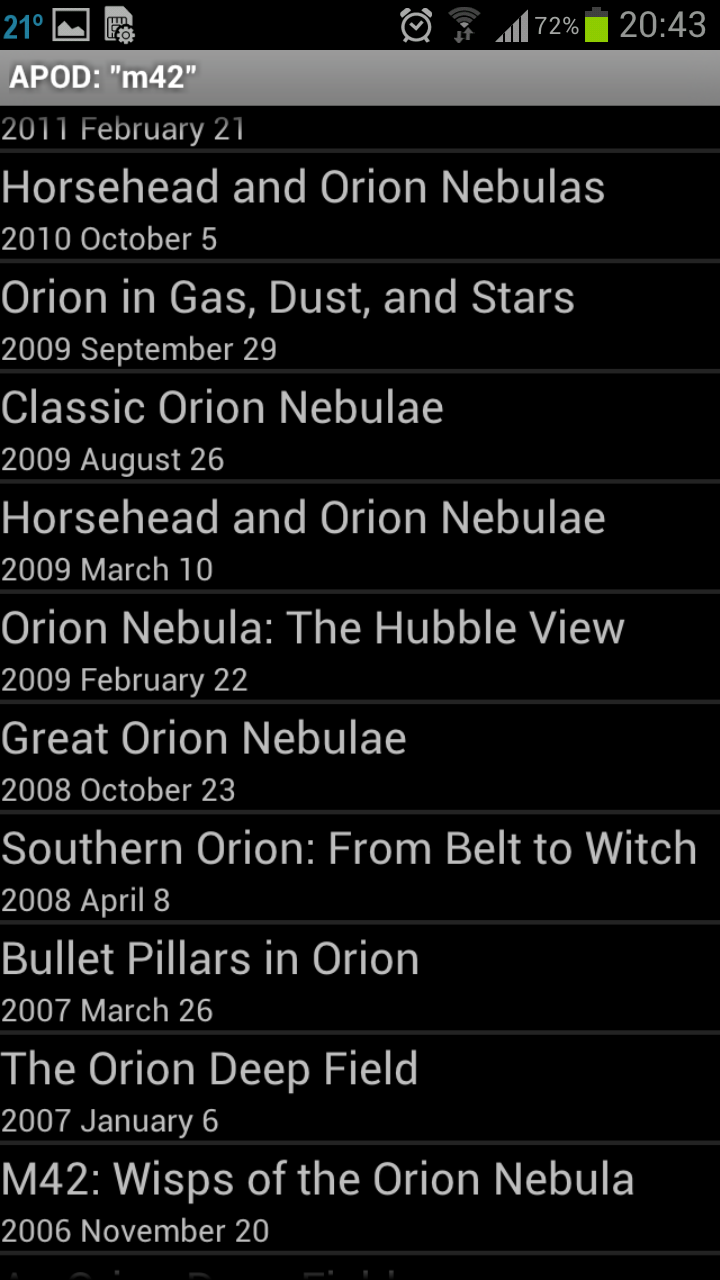 21° 72% 20:43
APOD: "m42"
2011 February 21
Horsehead and Orion Nebulas
2010 October 5
Orion in Gas, Dust, and Stars
2009 September 29
Classic Orion Nebulae
2009 August 26
Horsehead and Orion Nebulae
2009 March 10
Orion Nebula: The Hubble View
2009 February 22
Great Orion Nebulae
2008 October 23
Southern Orion: From Belt to Witch
2008 April 8
Bullet Pillars in Orion
2007 March 26
The Orion Deep Field
2007 January 6
M42: Wisps of the Orion Nebula
2006 November 20